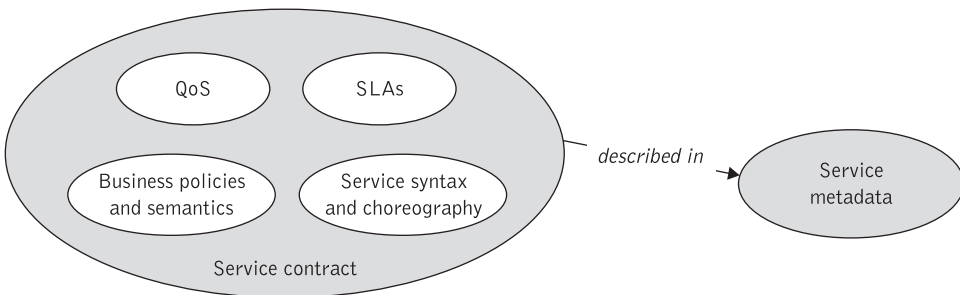 QoS
SLAs
Business policies
and semantics
Service syntax
and choreography
Service contract
described in
Service
metadata